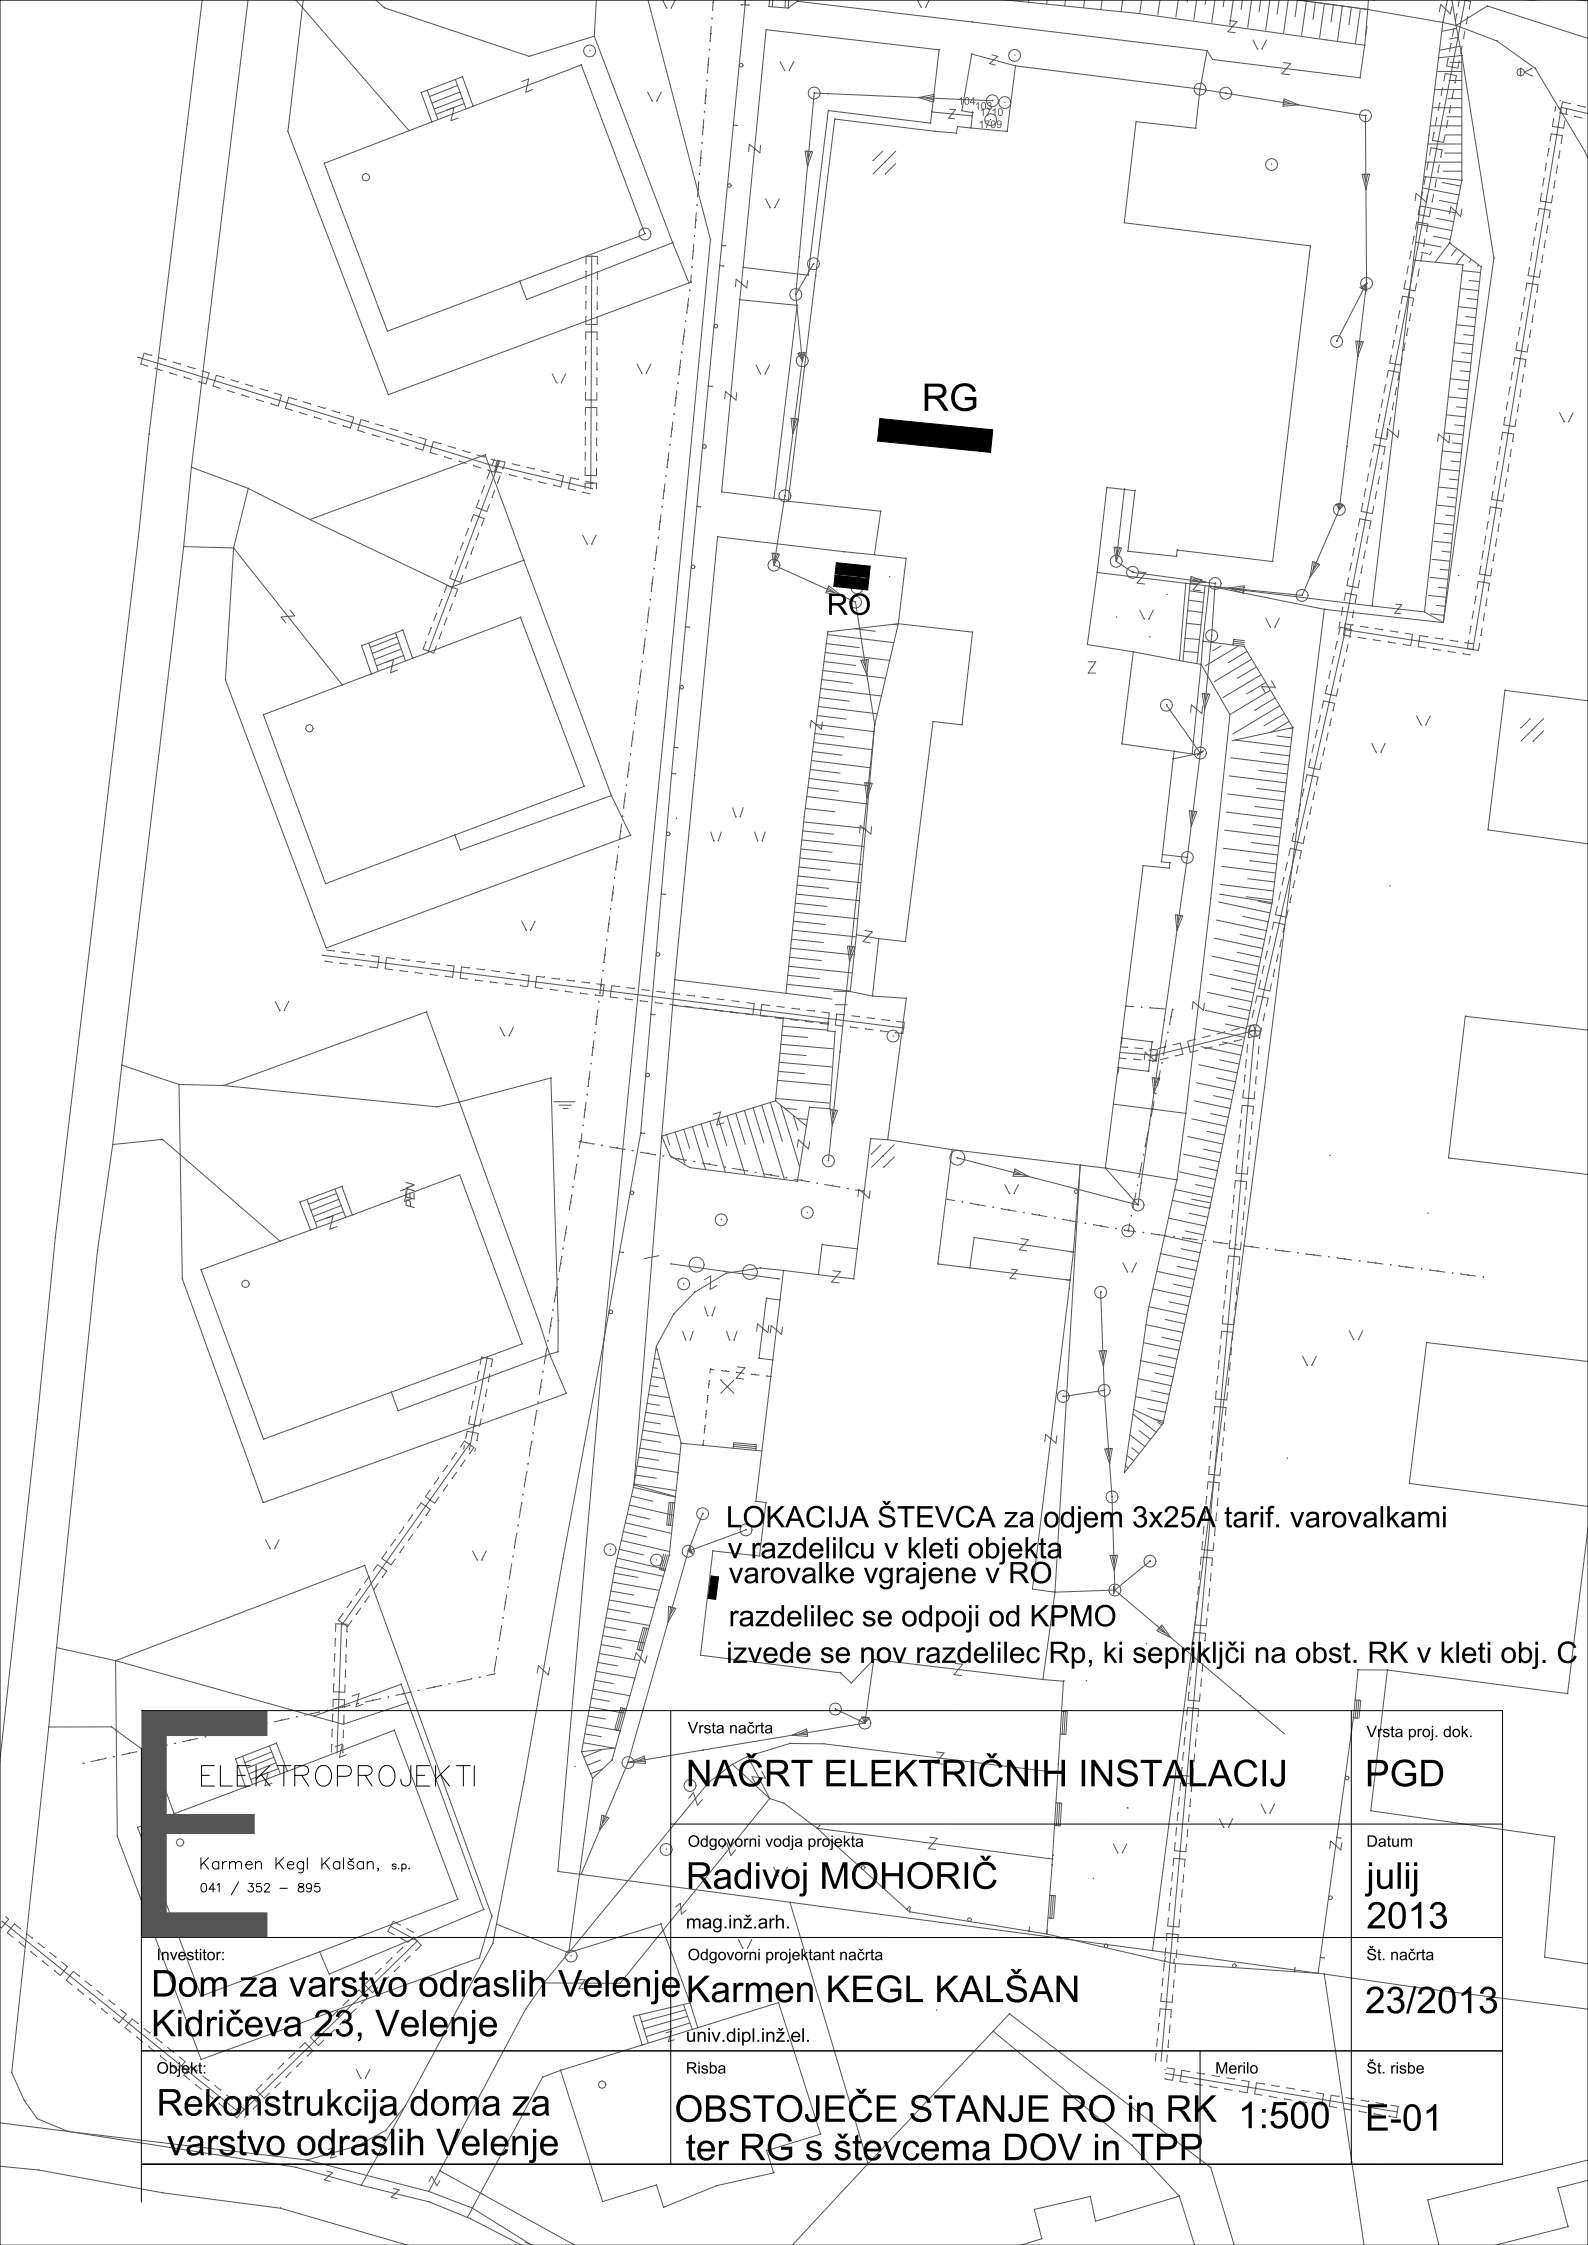 104
103
1710
1709
RG
RO
LOKACIJA ŠTEVCA za odjem 3x25A tarif. varovalkami
v razdelilcu v kleti objekta
varovalke vgrajene v RO
razdelilec se odpoji od KPMO
izvede se nov razdelilec Rp, ki sepriključi na obst. RK v kleti obj. C
ELEKTROPROJEKTI
Karmen Kegl Kalšan, s.p.
041 / 352 – 895
Vrsta načrta
NAČRT ELEKTRIČNIH INSTALACIJ
Vrsta proj. dok.
PGD
Odgovorni vodja projekta
Radivoj MOHORIČ
mag.inž.arh.
Datum
julij
2013
Investitor:
Dom za varstvo odraslih Velenje
Kidričeva 23, Velenje
Odgovorni projektant načrta
Karmen KEGL KALŠAN
univ.dipl.inž.el.
Št. načrta
23/2013
Objekt:
Rekonstrukcija doma za
varstvo odraslih Velenje
Risba
OBSTOJEČE STANJE RO in RK
ter RG s števcema DOV in TPP
Merilo
1:500
Št. risbe
E-01